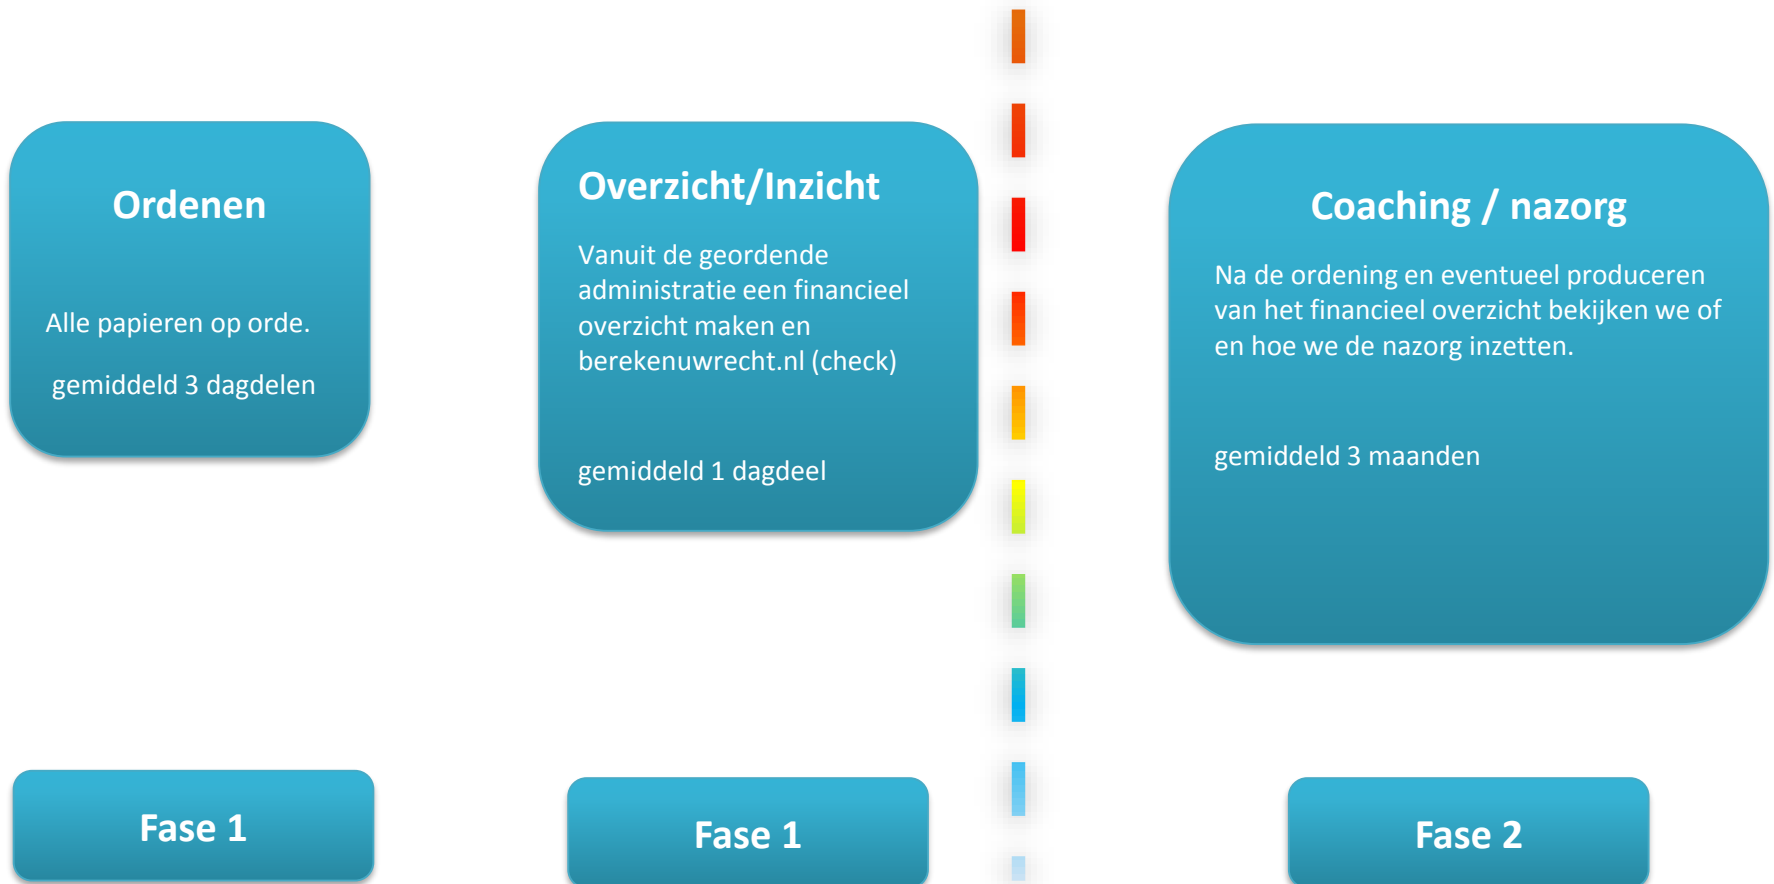 Ordenen
Alle papieren op orde.
gemiddeld 3 dagdelen
Overzicht/Inzicht
Vanuit de geordende
administratie een financieel
overzicht maken en
berekenuwrecht.nl (check)
gemiddeld 1 dagdeel
Coaching / nazorg
Na de ordening en eventueel produceren
van het financieel overzicht bekijken we of
en hoe we de nazorg inzetten.
gemiddeld 3 maanden
Fase 1
Fase 1
Fase 2